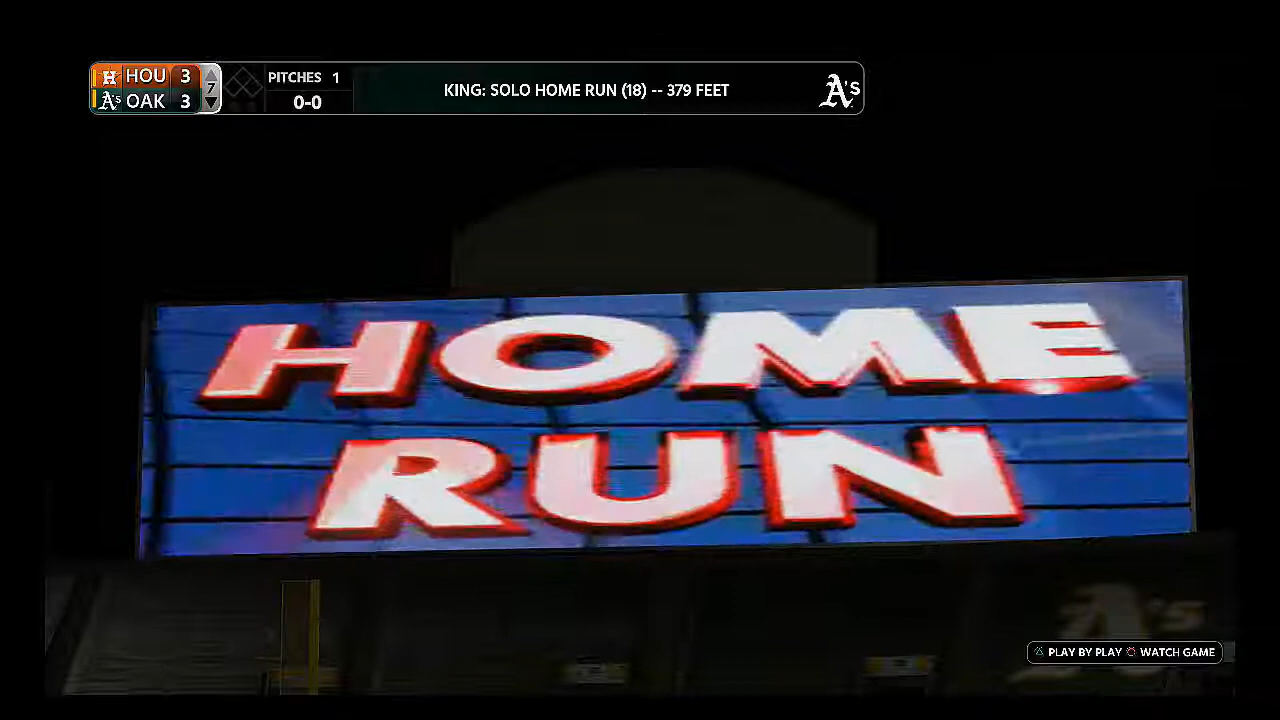 HOU 3
A's OAK 3
7
PITCHES 1
0-0
KING: SOLO HOME RUN (18) -- 379 FEET
A's
HOME
RUN
A's
PLAY BY PLAY WATCH GAME